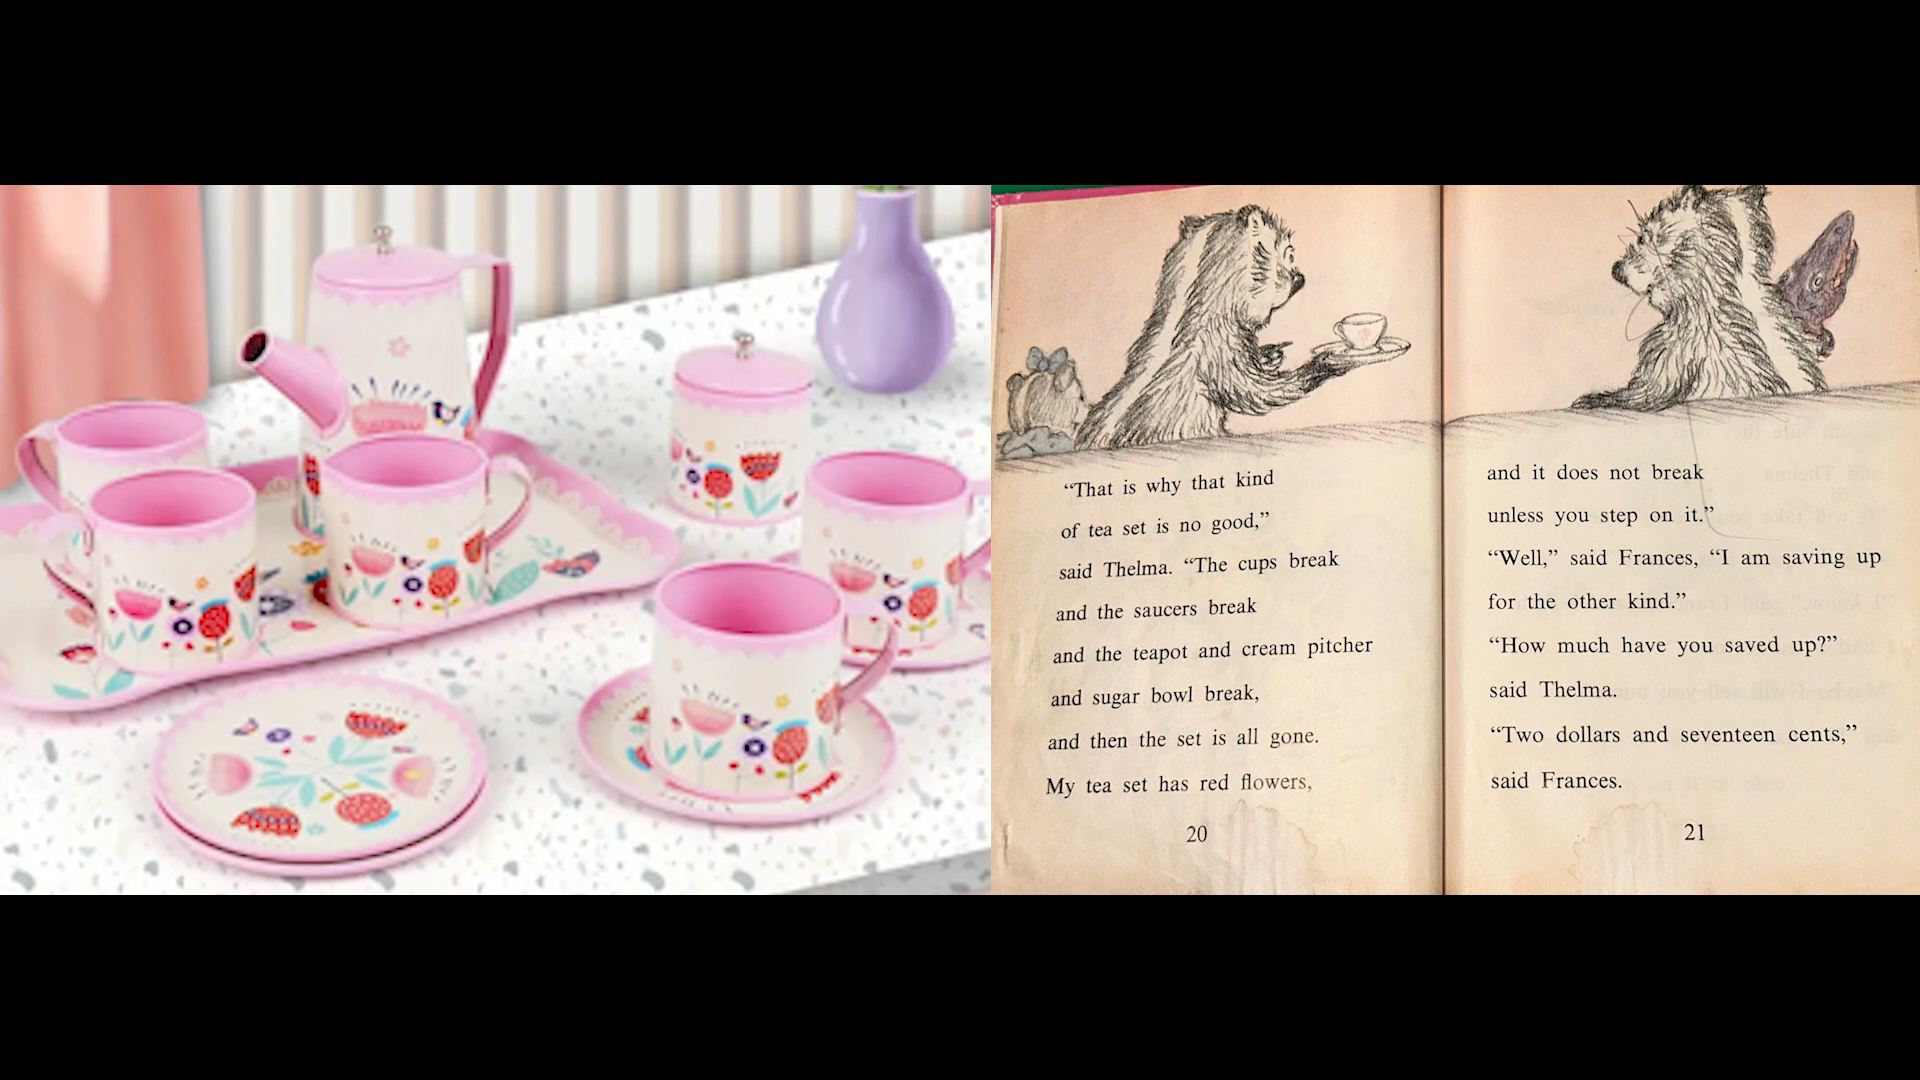 “That is why that kind
of tea set is no good,”
said Thelma. “The cups break
and the saucers break
and the teapot and cream pitcher
and sugar bowl break,
and then the set is all gone.
My tea set has red flowers,
20
and it does not break
unless you step on it.”
“Well,” said Frances, “I am saving up
for the other kind.”
“How much have you saved up?”
said Thelma.
“Two dollars and seventeen cents,”
said Frances.
21